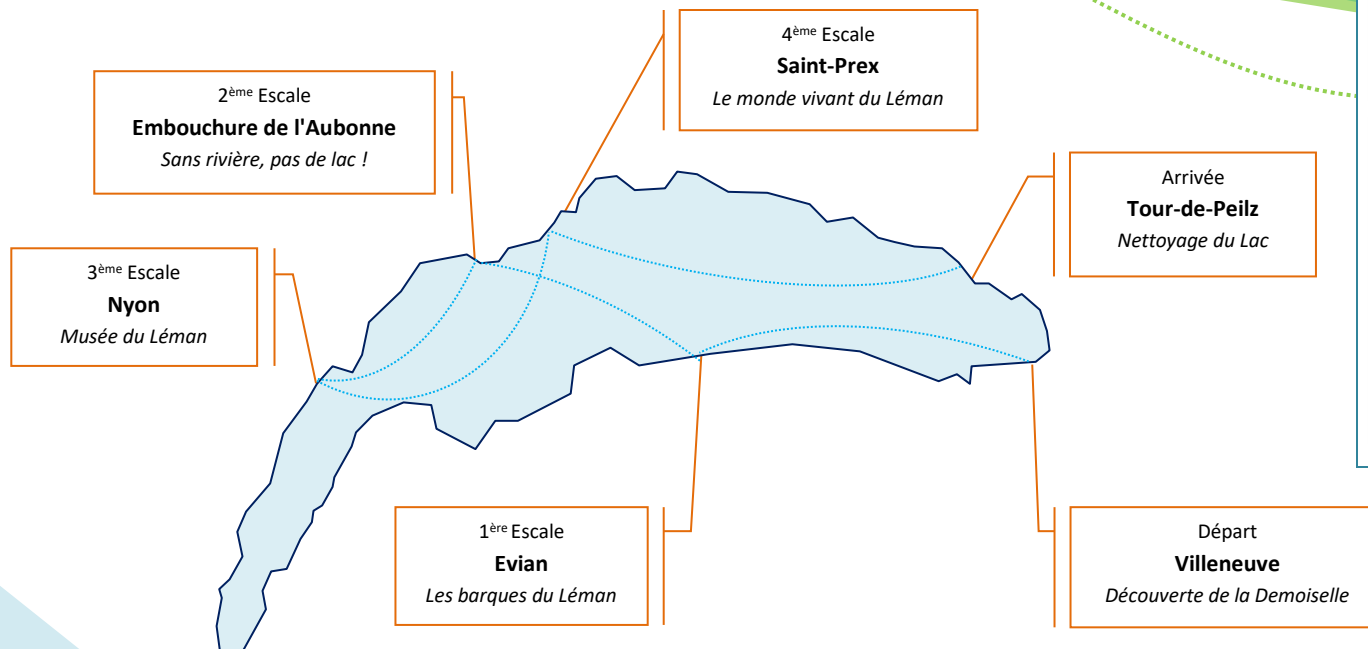 4ème Escale
Saint-Prex
Le monde vivant du Léman
2ème Escale
Embouchure de l'Aubonne
Sans rivière, pas de lac !
Arrivée
Tour-de-Peilz
Nettoyage du Lac
3ème Escale
Nyon
Musée du Léman
1ère Escale
Evian
Les barques du Léman
Départ
Villeneuve
Découverte de la Demoiselle